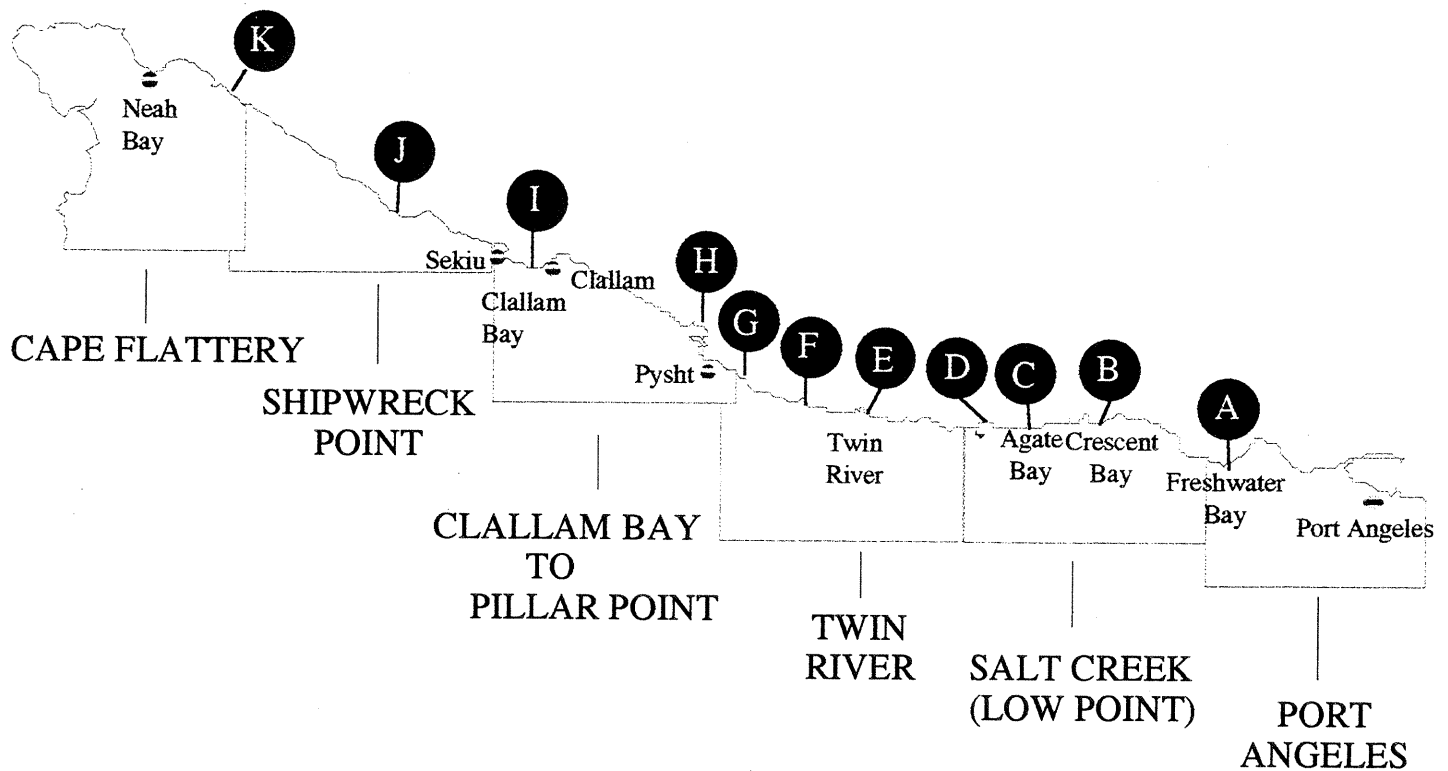 K
Neah
Bay
J
I
Sekiu
Clallam
Clallam
Bay
H
G
F
E
D
C
B
A
Pysht
Twin
River
Agate
Bay
Crescent
Bay
Freshwater
Bay
Port Angeles
CAPE FLATTERY
SHIPWRECK
POINT
CLALLAM BAY
TO
PILLAR POINT
TWIN
RIVER
SALT CREEK
(LOW POINT)
PORT
ANGELES